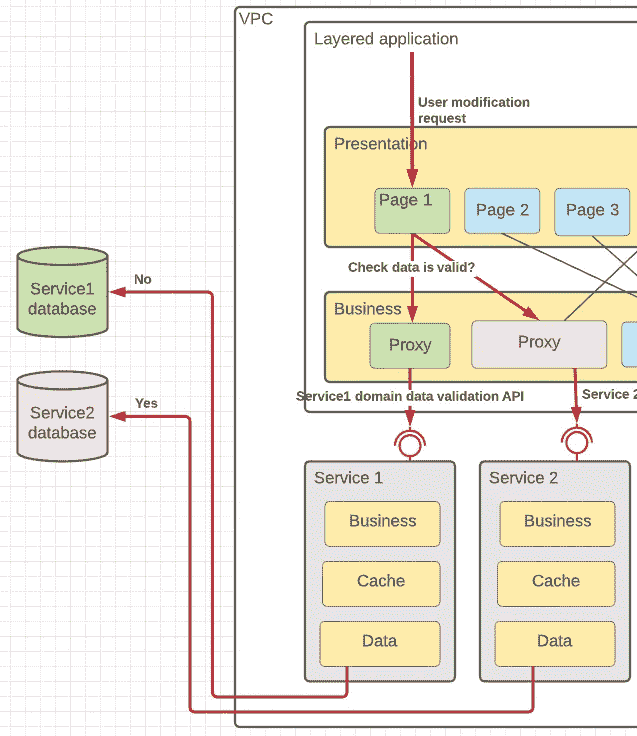 VPC
Layered application
User modification
request
Presentation
Page 1
Page 2
Page 3
Check data is valid?
No
Service1
database
Business
Proxy
Proxy
Yes
Service2
database
Service1 domain data validation API
Service 2
Service 1
Service 2
Business
Business
Cache
Cache
Data
Data